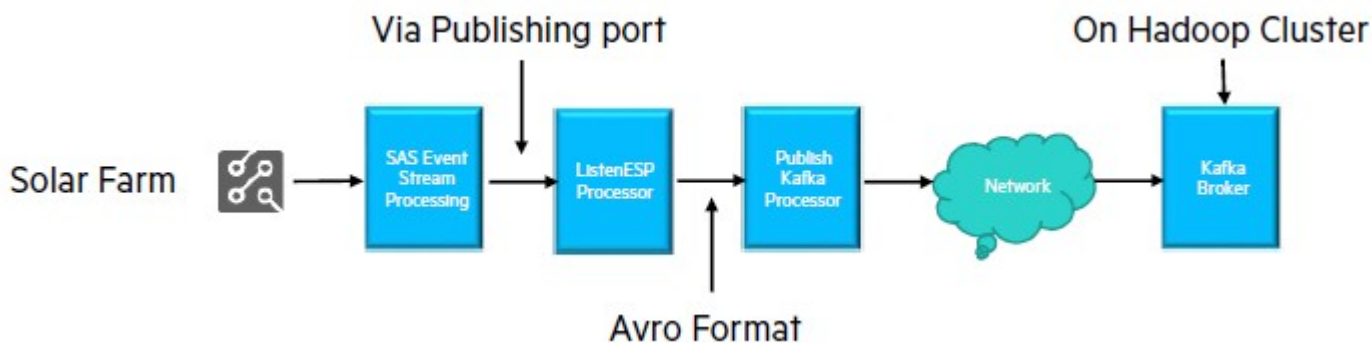 Via Publishing port
On Hadoop Cluster
Solar Farm
SAS Event
Stream
Processing
ListenESP
Processor
Publish
Kafka
Processor
Network
Kafka
Broker
Avro Format